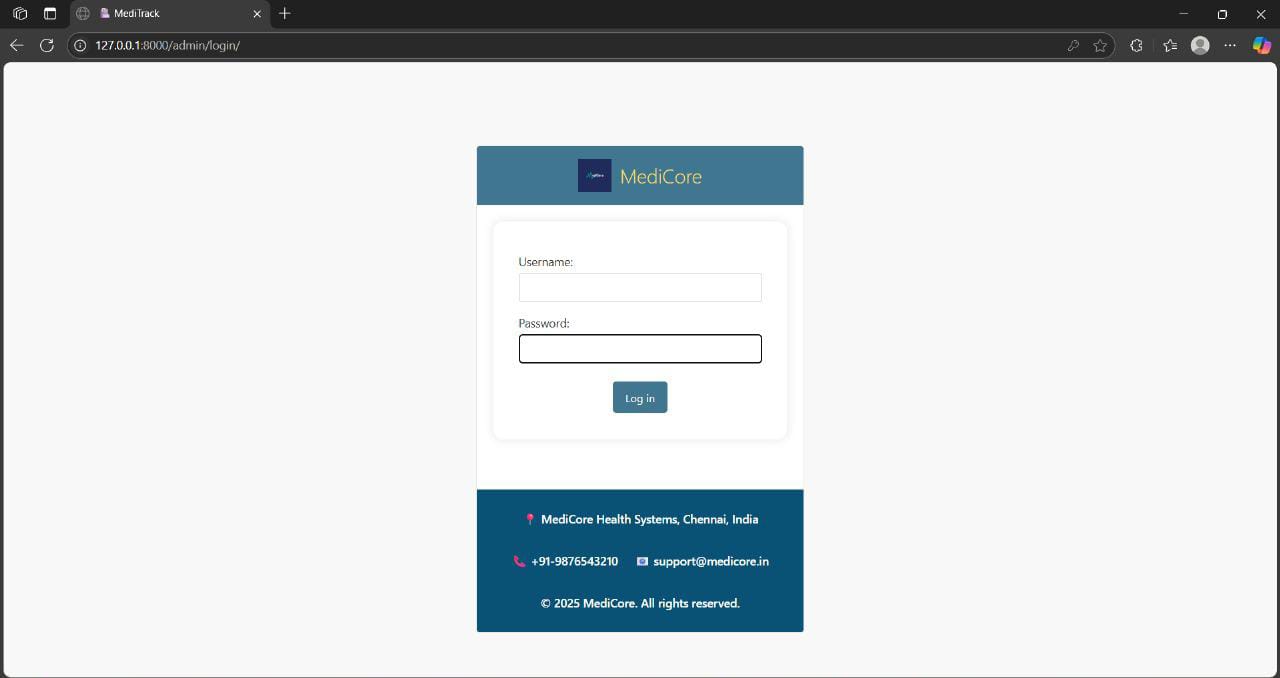 MediTrack
127.0.0.1:8000/admin/login/
MediCore
Username:
Password:
Log in
📍 MediCore Health Systems, Chennai, India
📞 +91-9876543210 📧 support@medicore.in
© 2025 MediCore. All rights reserved.